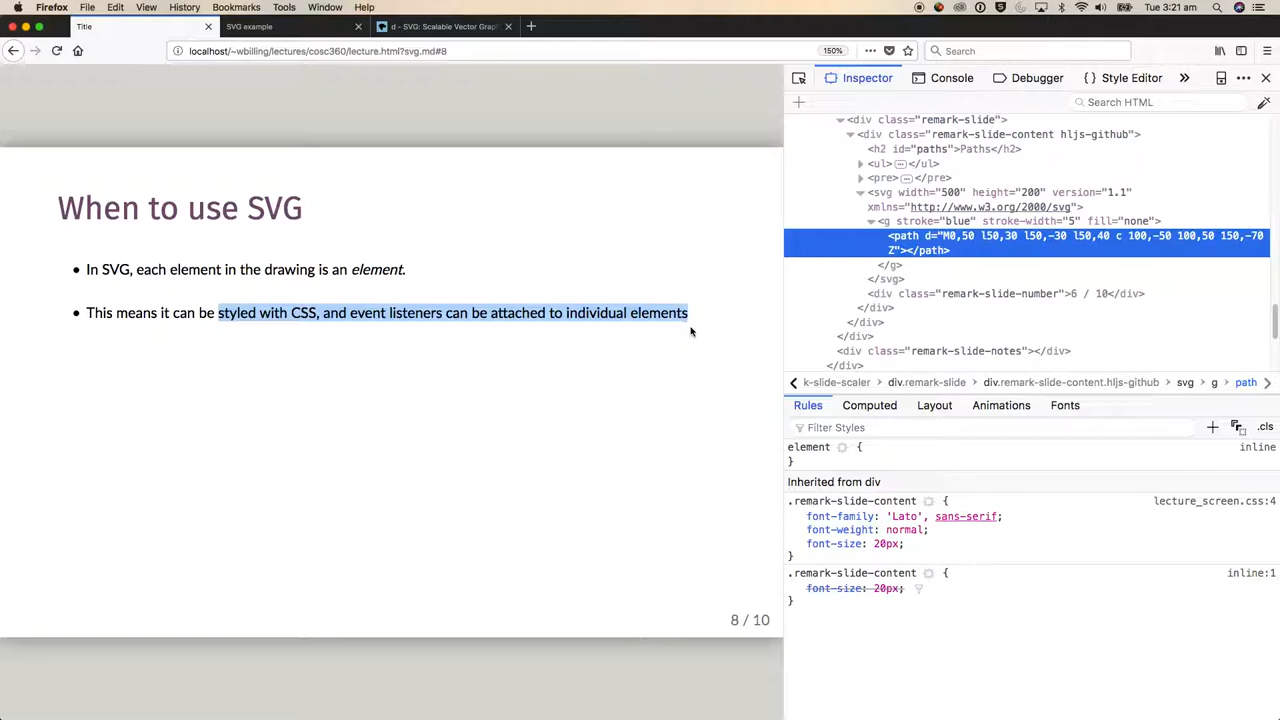 Firefox File Edit View History Bookmarks Tools Window Help
Tue 3:21 am
Title
SVG example
d - SVG: Scalable Vector Grap
localhost/~wbilling/lectures/cosc360/lecture.html?svg.md#8
150%
Search
Inspector Console Debugger { } Style Editor
Search HTML
<div class="remark-slide">
<div class="remark-slide-content hljs-github">
<h2 id="paths">Paths</h2>
<ul></ul>
<pre></pre>
<svg width="500" height="200" version="1.1"
xmlns="http://www.w3.org/2000/svg">
<g stroke="blue" stroke-width="5" fill="none">
<path d="M0,50 l50,30 l50,-30 l50,40 c 100,-50 100,50 150,-70
Z"></path>
</g>
</svg>
<div class="remark-slide-number">6 / 10</div>
</div>
</div>
</div>
<div class="remark-slide-notes"></div>
</div>
k-slide-scaler div.remark-slide div.remark-slide-content.hljs-github svg g path
Rules Computed Layout Animations Fonts
Filter Styles
.cls
element { inline
}
Inherited from div
.remark-slide-content { lecture_screen.css:4
font-family: 'Lato', sans-serif;
font-weight: normal;
font-size: 20px;
}
.remark-slide-content { inline:1
font-size: 20px;
}
When to use SVG
• In SVG, each element in the drawing is an element.
• This means it can be styled with CSS, and event listeners can be attached to individual elements
8 / 10